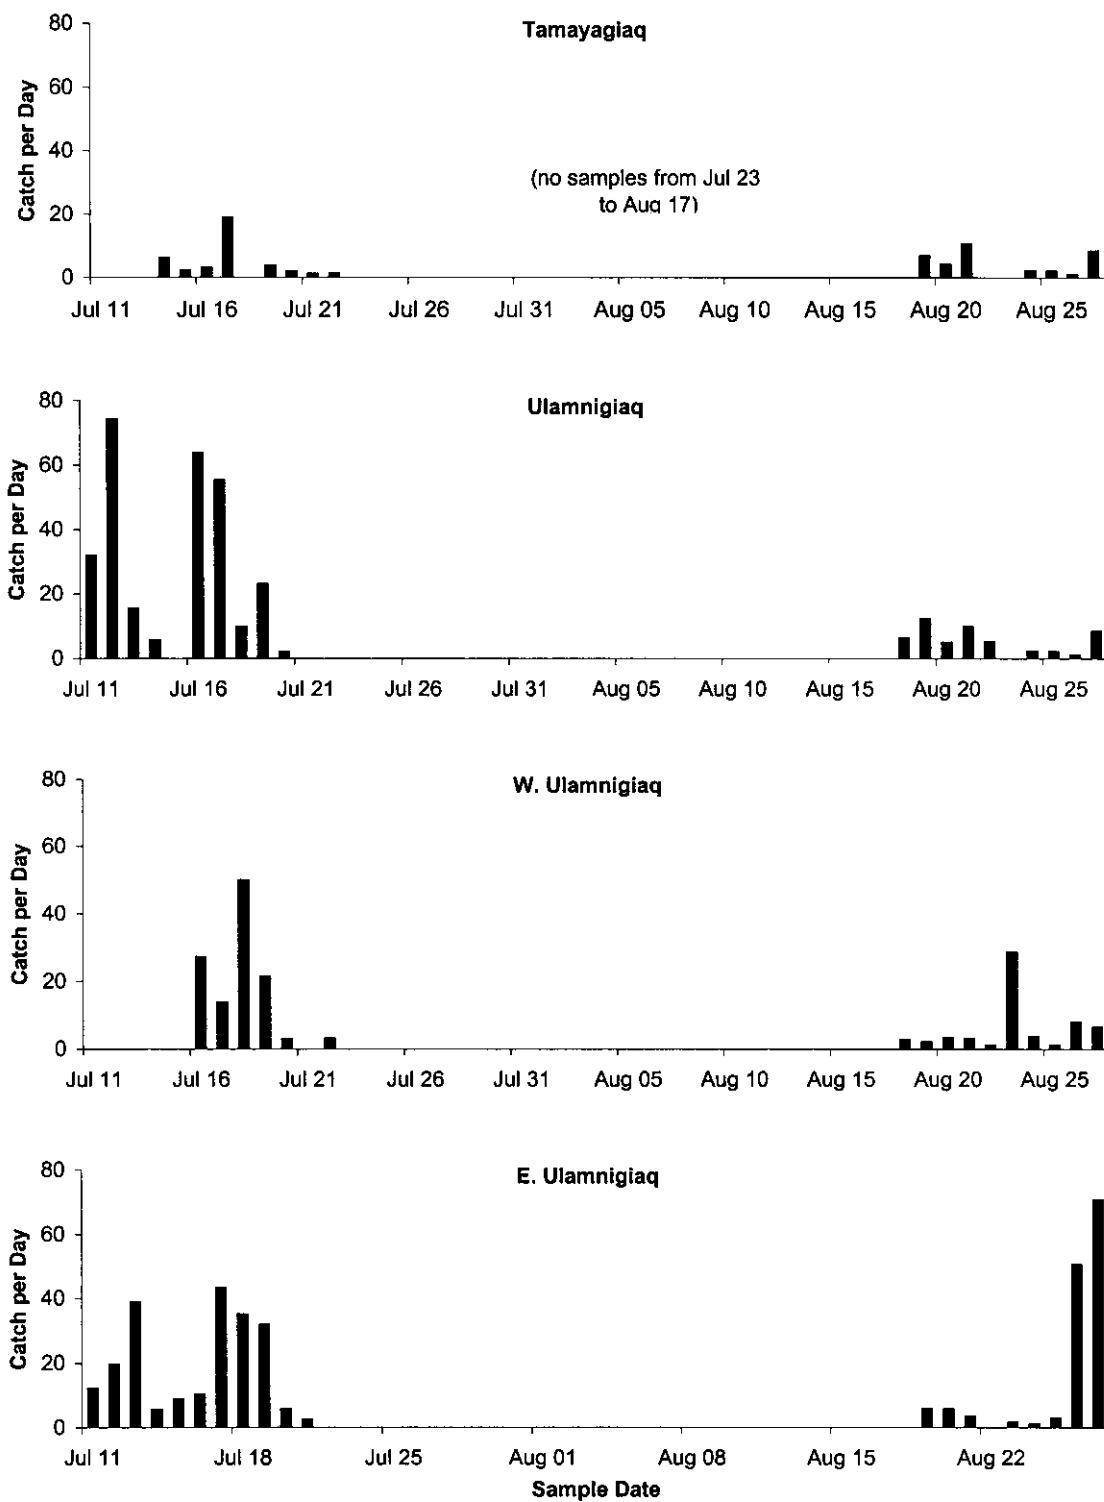 Tamayagiaq
80
60
40
20
0
Catch per Day
(no samples from Jul 23
to Aug 17)
Jul 11 Jul 16 Jul 21 Jul 26 Jul 31 Aug 05 Aug 10 Aug 15 Aug 20 Aug 25
Ulamnigiaq
80
60
40
20
0
Catch per Day
Jul 11 Jul 16 Jul 21 Jul 26 Jul 31 Aug 05 Aug 10 Aug 15 Aug 20 Aug 25
W. Ulamnigiaq
80
60
40
20
0
Catch per Day
Jul 11 Jul 16 Jul 21 Jul 26 Jul 31 Aug 05 Aug 10 Aug 15 Aug 20 Aug 25
E. Ulamnigiaq
80
60
40
20
0
Catch per Day
Jul 11 Jul 18 Jul 25 Aug 01 Aug 08 Aug 15 Aug 22
Sample Date